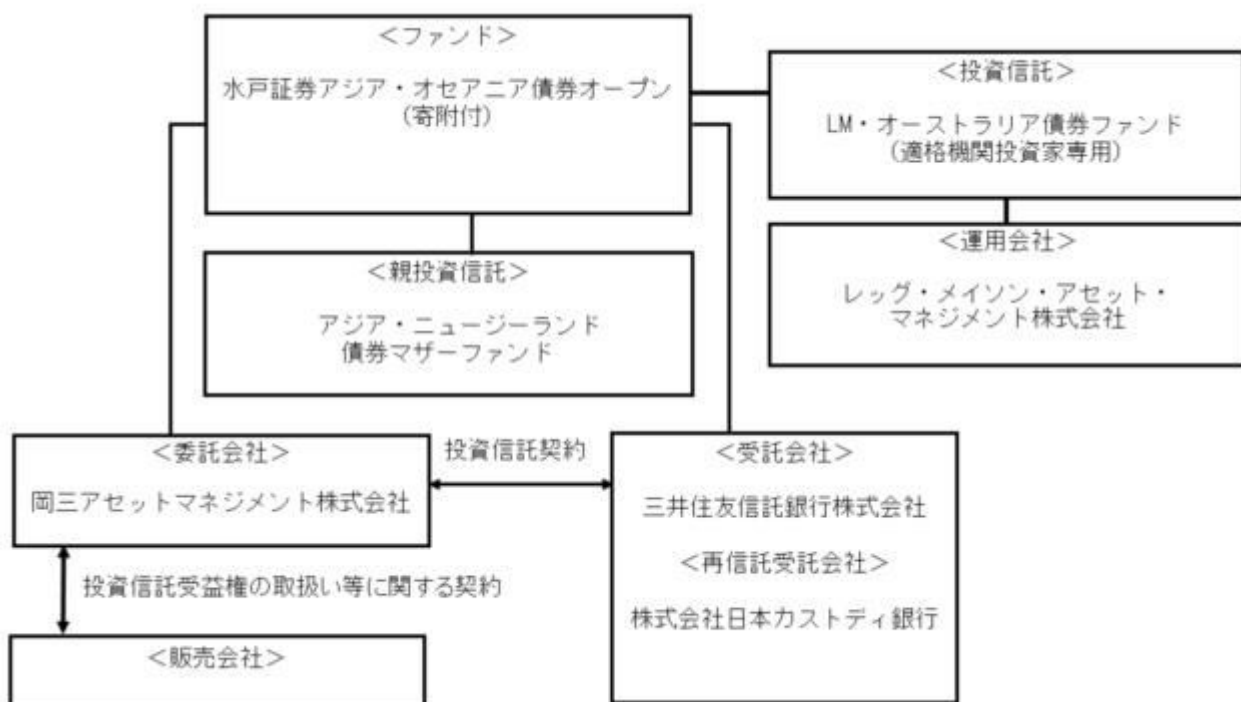 <ファンド>
水戸証券アジア・オセアニア債券オープン
(寄附付)
<投資信託>
LM・オーストラリア債券ファンド
(適格機関投資家専用)
<運用会社>
レッグ・メイソン・アセット・
マネジメント株式会社
<親投資信託>
アジア・ニュージーランド
債券マザーファンド
<委託会社>
岡三アセットマネジメント株式会社
投資信託契約
<受託会社>
三井住友信託銀行株式会社
<再信託受託会社>
株式会社日本カストディ銀行
投資信託受益権の取扱い等に関する契約
<販売会社>